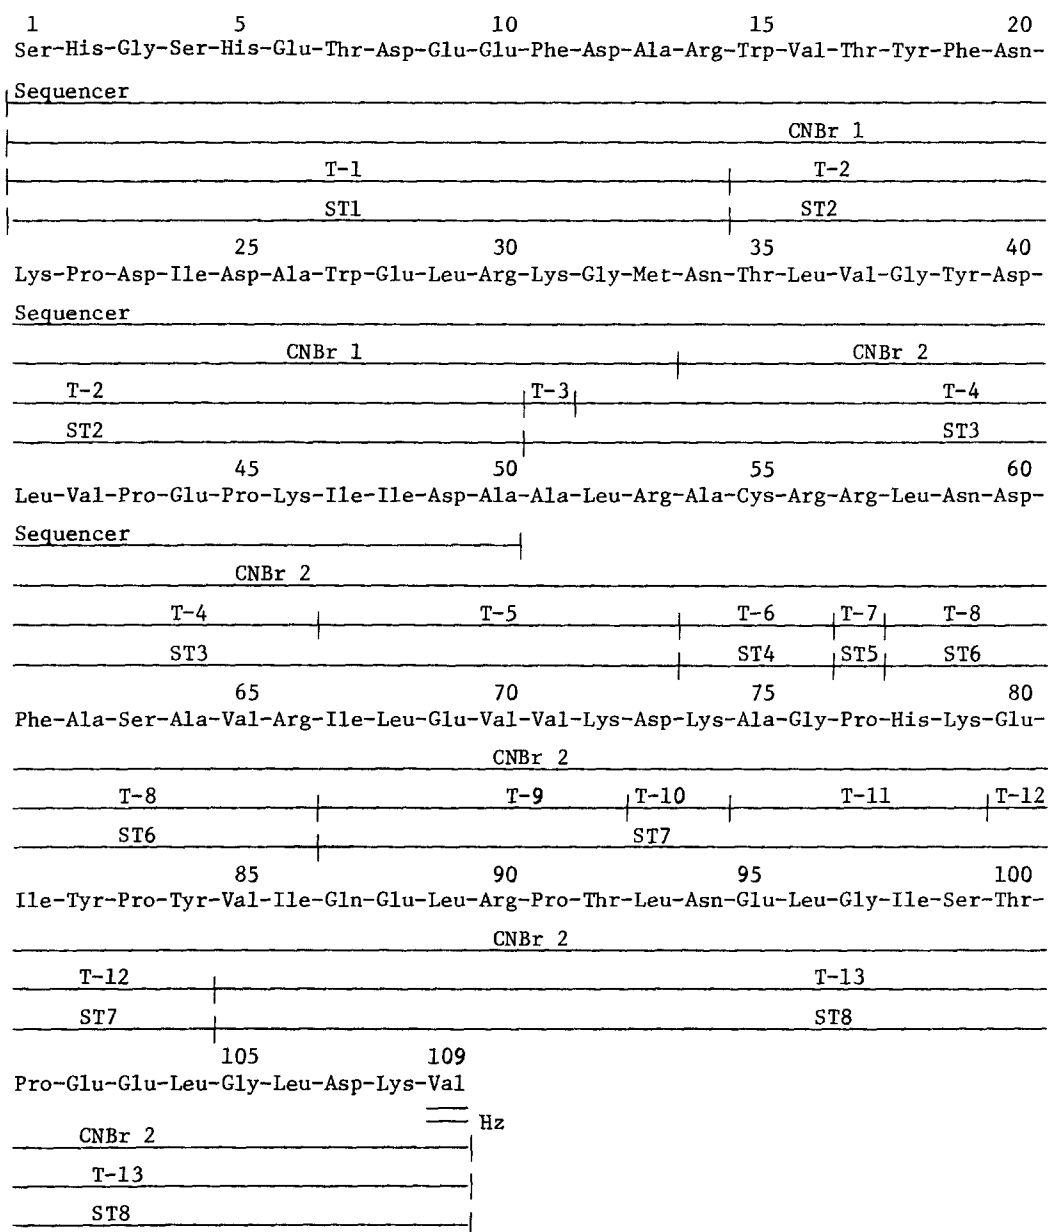 1 5 10 15 20
Ser-His-Gly-Ser-His-Glu-Thr-Asp-Glu-Glu-Phe-Asp-Ala-Arg-Trp-Val-Thr-Tyr-Phe-Asn-
Sequencer
CNBr 1
T-1 T-2
ST1 ST2
25 30 35 40
Lys-Pro-Asp-Ile-Asp-Ala-Trp-Glu-Leu-Arg-Lys-Gly-Met-Asn-Thr-Leu-Val-Gly-Tyr-Asp-
Sequencer
CNBr 1 CNBr 2
T-2 T-3 T-4
ST2 ST3
45 50 55 60
Leu-Val-Pro-Glu-Pro-Lys-Ile-Ile-Asp-Ala-Ala-Leu-Arg-Ala-Cys-Arg-Arg-Leu-Asn-Asp-
Sequencer
CNBr 2
T-4 T-5 T-6 T-7 T-8
ST3 ST4 ST5 ST6
65 70 75 80
Phe-Ala-Ser-Ala-Val-Arg-Ile-Leu-Glu-Val-Val-Lys-Asp-Lys-Ala-Gly-Pro-His-Lys-Glu-
CNBr 2
T-8 T-9 T-10 T-11 T-12
ST6 ST7
85 90 95 100
Ile-Tyr-Pro-Tyr-Val-Ile-Gln-Glu-Leu-Arg-Pro-Thr-Leu-Asn-Glu-Leu-Gly-Ile-Ser-Thr-
CNBr 2
T-12 T-13
ST7 ST8
105 109
Pro-Glu-Glu-Leu-Gly-Leu-Asp-Lys-Val
Hz
CNBr 2
T-13
ST8